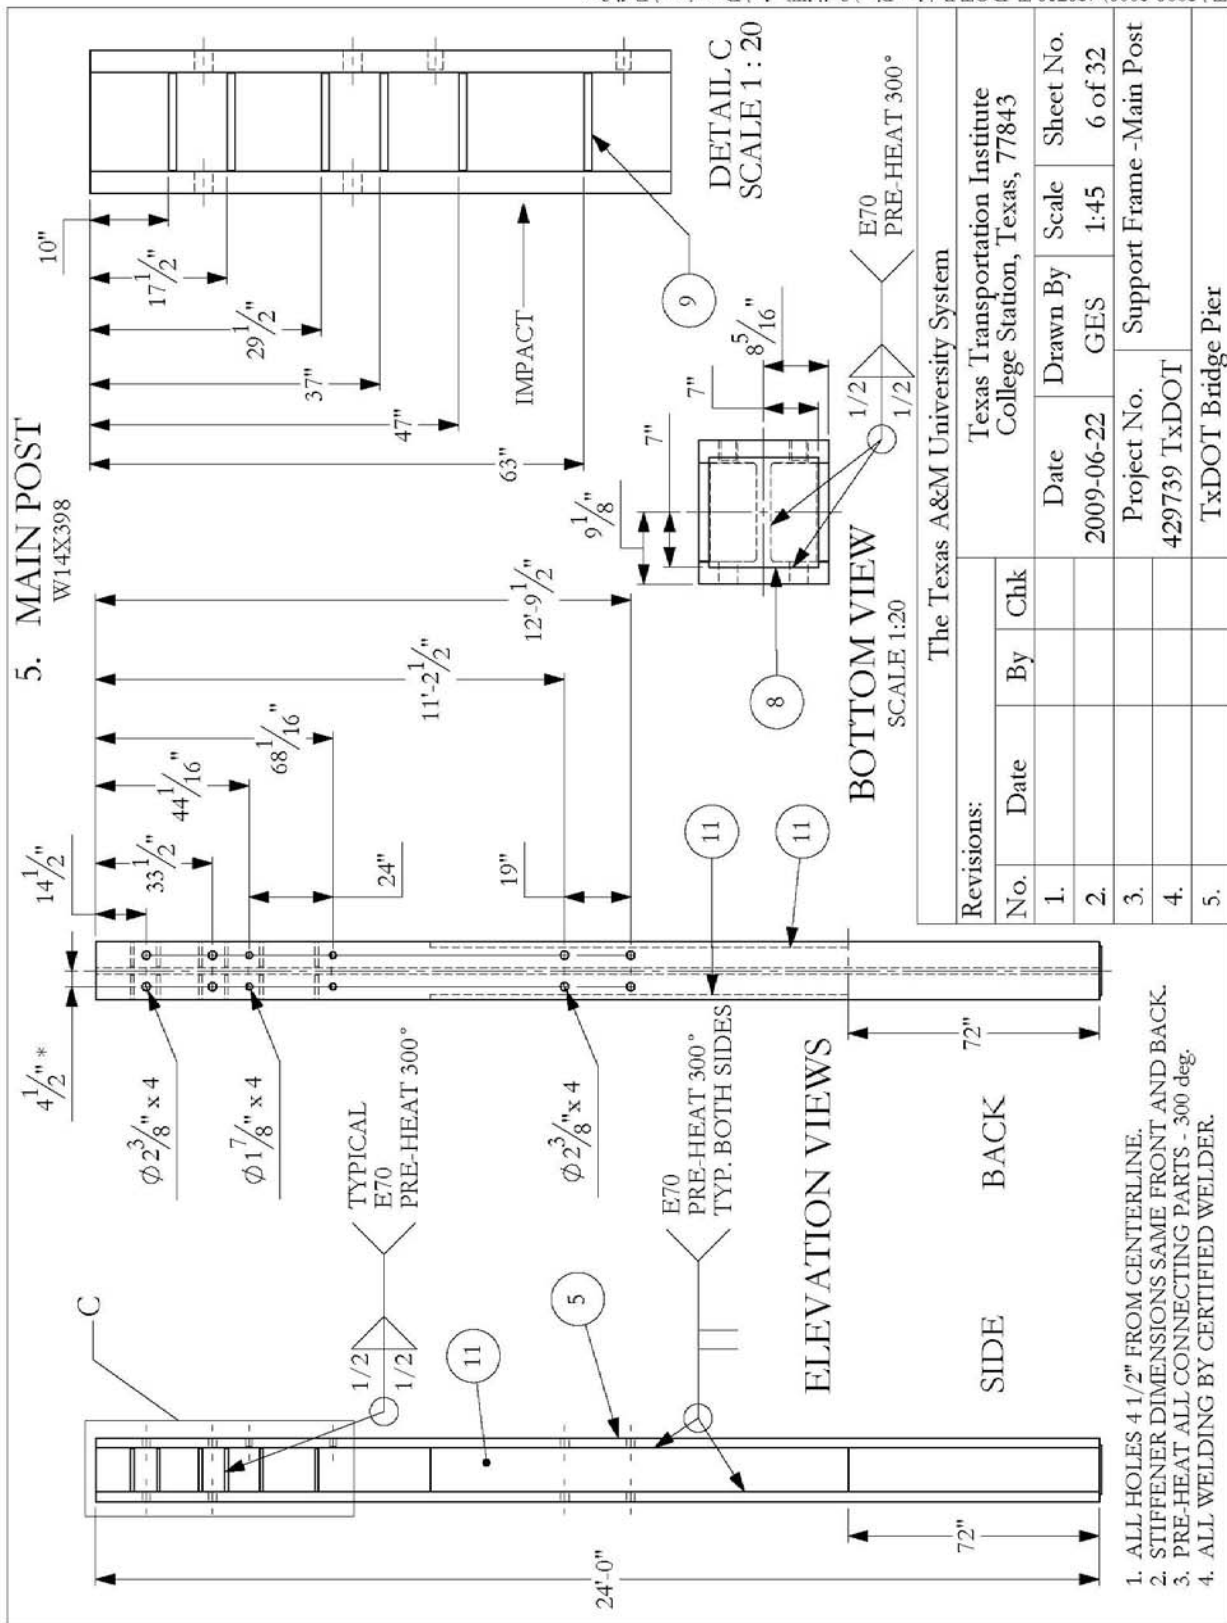 5. MAIN POST
W14X398
4 1/2" *
14 1/2"
33 1/2"
44 1/16"
68 1/16"
11'-2 1/2"
12'-9 1/2"
24"
19"
10"
17 1/2"
29 1/2"
37"
47"
63"
IMPACT
9
DETAIL C
SCALE 1 : 20
C
Ø2 3/8" x 4
Ø1 7/8" x 4
TYPICAL
E70
PRE-HEAT 300°
1/2
1/2
11
Ø2 3/8" x 4
E70
PRE-HEAT 300°
TYP. BOTH SIDES
5
24'-0"
72"
72"
11
11
ELEVATION VIEWS
SIDE
BACK
9 1/8"
7"
7"
8 5/16"
1/2
1/2
E70
PRE-HEAT 300°
8
BOTTOM VIEW
SCALE 1:20
1. ALL HOLES 4 1/2" FROM CENTERLINE.
2. STIFFENER DIMENSIONS SAME FRONT AND BACK.
3. PRE-HEAT ALL CONNECTING PARTS - 300 deg.
4. ALL WELDING BY CERTIFIED WELDER.
The Texas A&M University System
Revisions:
No. Date By Chk
1.
2.
3.
4.
5.
Texas Transportation Institute
College Station, Texas, 77843
Date Drawn By Scale Sheet No.
2009-06-22 GES 1:45 6 of 32
Project No. Support Frame -Main Post
429739 TxDOT
TxDOT Bridge Pier